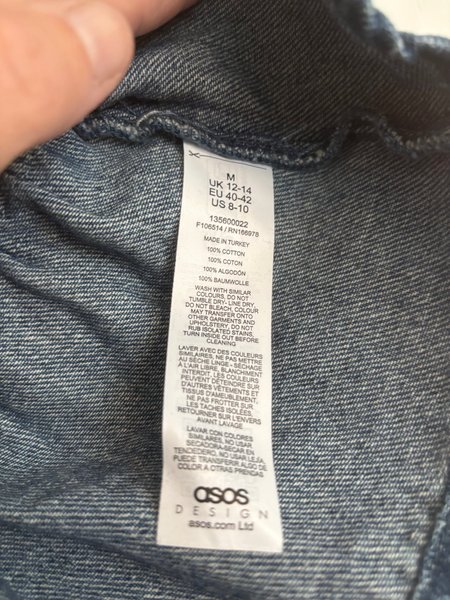 M
UK 12-14
EU 40-42
US 8-10
135600022
F106514 / RN166978
MADE IN TURKEY
100% COTTON
100% COTON
100% ALGODÓN
100% BAUMWOLLE
WASH WITH SIMILAR
COLOURS, DO NOT
TUMBLE DRY- LINE DRY,
DO NOT BLEACH. COLOUR
MAY TRANSFER ONTO
OTHER GARMENTS AND
UPHOLSTERY, DO NOT
RUB ISOLATED STAINS,
TURN INSIDE OUT BEFORE
CLEANING
LAVER AVEC DES COULEURS
SIMILAIRES, NE PAS METTRE
AU SÈCHE LINGE - SÉCHAGE
À L'AIR LIBRE, BLANCHIMENT
INTERDIT. LES COULEURS
PEUVENT DÉTEINDRE SUR
D'AUTRES VÊTEMENTS ET
TISSUS D'AMEUBLEMENT,
NE PAS FROTTER SUR
LES TACHES ISOLÉES,
RETOURNER SUR L'ENVERS
AVANT LAVAGE
LAVAR CON COLORES
SIMILARES, NO USAR
SECADORA - SECAR EN
TENDEDERO, NO USAR LEJÍA
PUEDE TRANSFERIR ALGO DE
COLOR A OTRAS PRENDAS
asos
DESIGN
asos.com Ltd